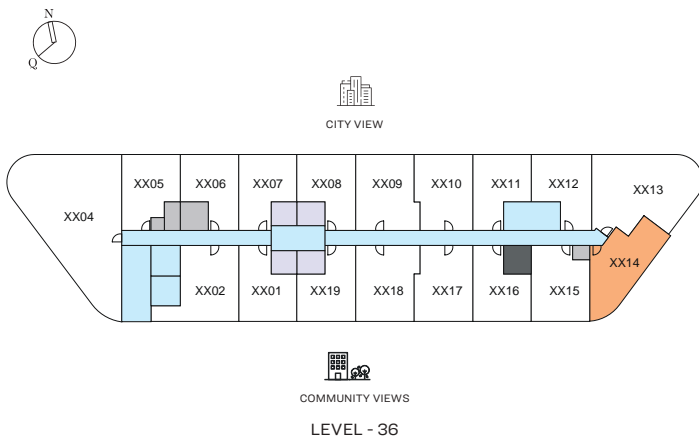 N
Q
CITY VIEW
XX05 XX06 XX07 XX08 XX09 XX10 XX11 XX12
XX04 XX13
XX14
XX02 XX01 XX19 XX18 XX17 XX16 XX15
COMMUNITY VIEWS
LEVEL - 36